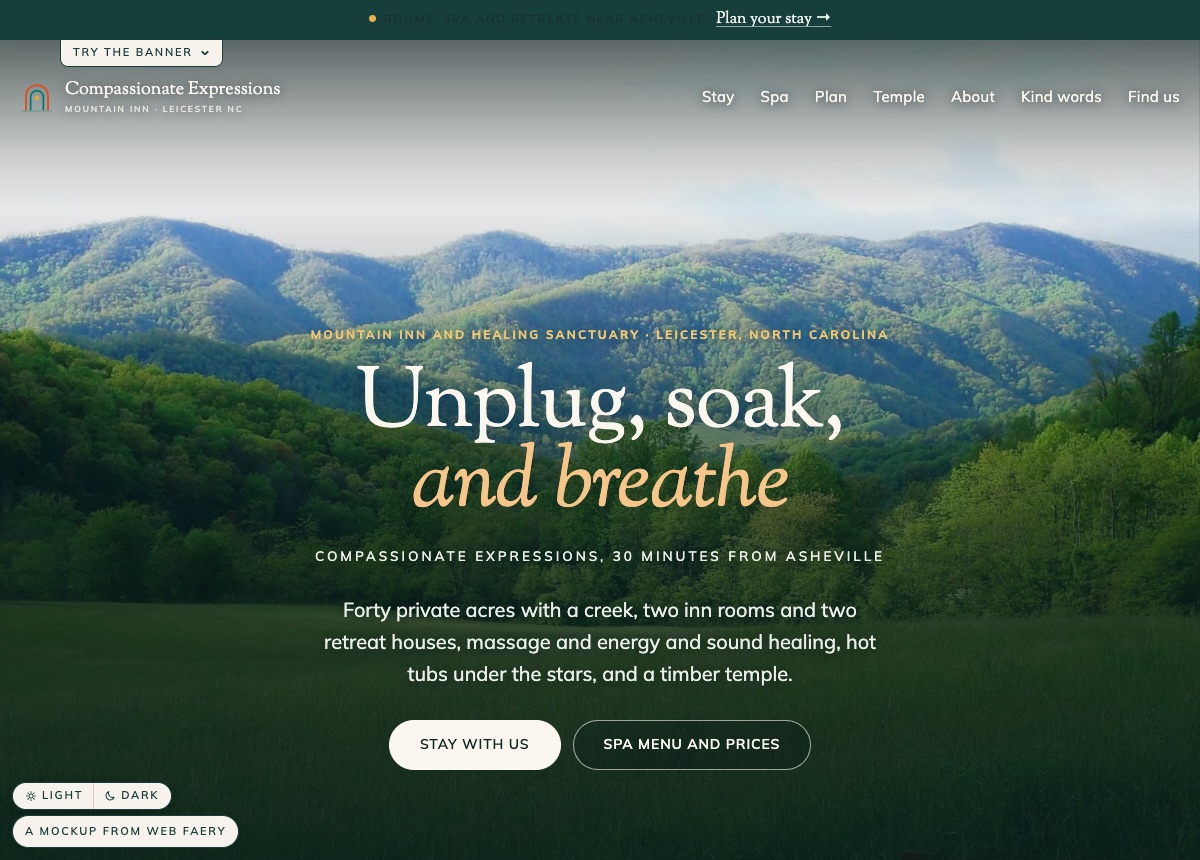 ROOMS, SPA AND RETREATS NEAR ASHEVILLE Plan your stay →
TRY THE BANNER
Compassionate Expressions
MOUNTAIN INN · LEICESTER NC
Stay Spa Plan Temple About Kind words Find us
MOUNTAIN INN AND HEALING SANCTUARY · LEICESTER, NORTH CAROLINA
Unplug, soak,
and breathe
COMPASSIONATE EXPRESSIONS, 30 MINUTES FROM ASHEVILLE
Forty private acres with a creek, two inn rooms and two
retreat houses, massage and energy and sound healing, hot
tubs under the stars, and a timber temple.
STAY WITH US SPA MENU AND PRICES
LIGHT DARK
A MOCKUP FROM WEB FAERY